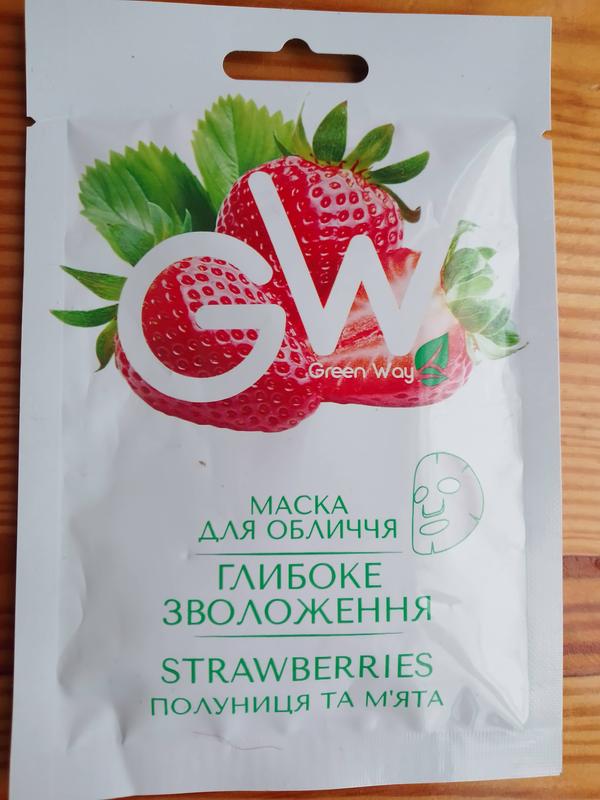 GW
Green Way
МАСКА
ДЛЯ ОБЛИЧЧЯ
ГЛИБОКЕ
ЗВОЛОЖЕННЯ
STRAWBERRIES
ПОЛУНИЦЯ ТА М'ЯТА